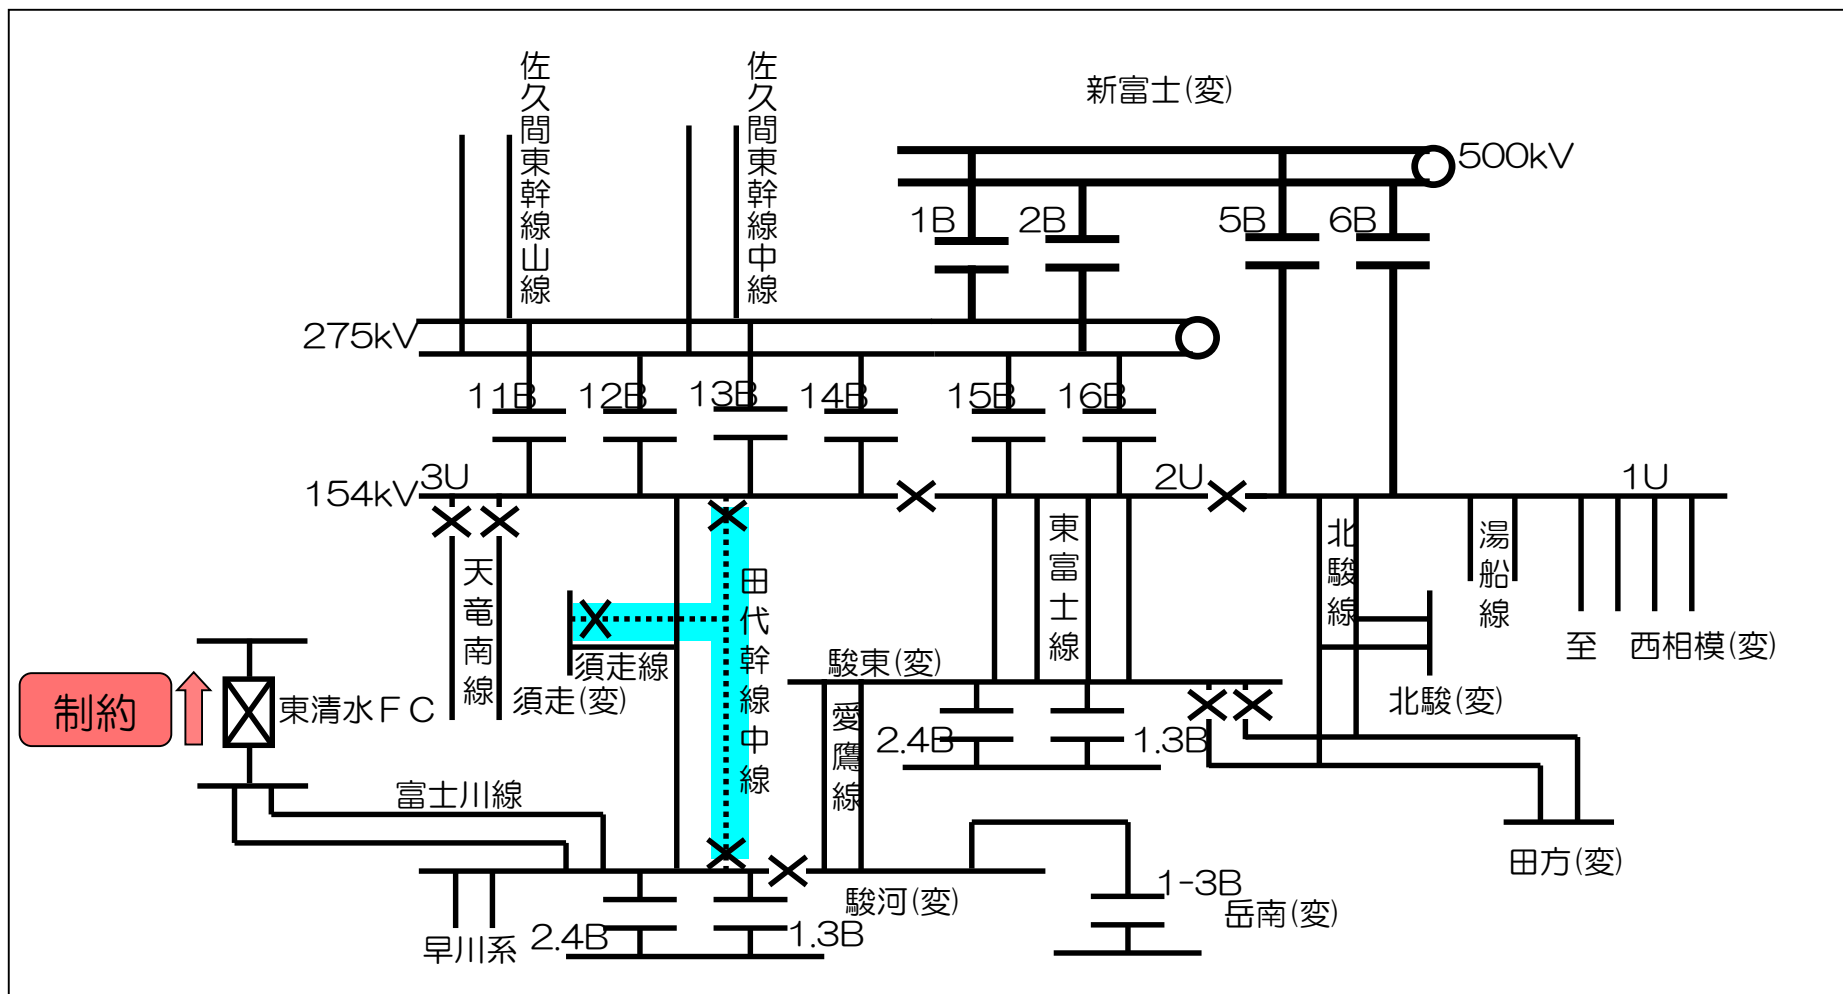 佐久間東幹線山線
佐久間東幹線中線
新富士(変)
500kV
1B
2B
5B
6B
275kV
11B
12B
13B
14B
15B
16B
154kV
3U
2U
1U
天竜南線
田代幹線中線
東富士線
北駿線
湯船線
須走線
須走(変)
駿東(変)
至 西相模(変)
北駿(変)
制約
東清水FC
愛鷹線
2.4B
1.3B
富士川線
田方(変)
駿河(変)
1-3B
岳南(変)
早川系
2.4B
1.3B